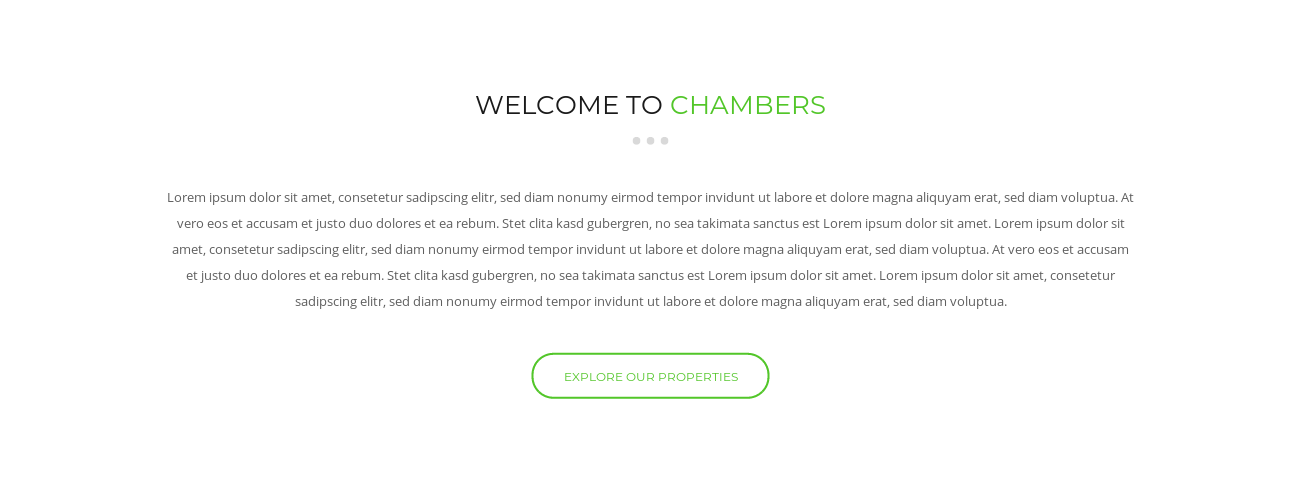 WELCOME TO CHAMBERS
Lorem ipsum dolor sit amet, consetetur sadipscing elitr, sed diam nonumy eirmod tempor invidunt ut labore et dolore magna aliquyam erat, sed diam voluptua. At
vero eos et accusam et justo duo dolores et ea rebum. Stet clita kasd gubergren, no sea takimata sanctus est Lorem ipsum dolor sit amet. Lorem ipsum dolor sit
amet, consetetur sadipscing elitr, sed diam nonumy eirmod tempor invidunt ut labore et dolore magna aliquyam erat, sed diam voluptua. At vero eos et accusam
et justo duo dolores et ea rebum. Stet clita kasd gubergren, no sea takimata sanctus est Lorem ipsum dolor sit amet. Lorem ipsum dolor sit amet, consetetur
sadipscing elitr, sed diam nonumy eirmod tempor invidunt ut labore et dolore magna aliquyam erat, sed diam voluptua.
EXPLORE OUR PROPERTIES